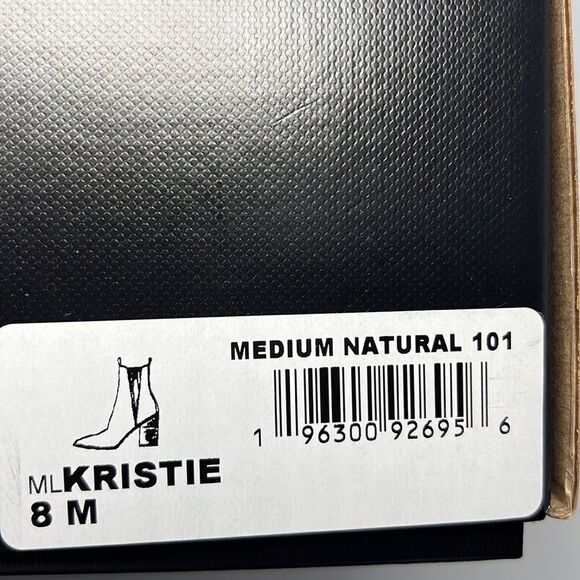 MEDIUM NATURAL 101
1 96300 92695 6
MLKRISTIE
8 M